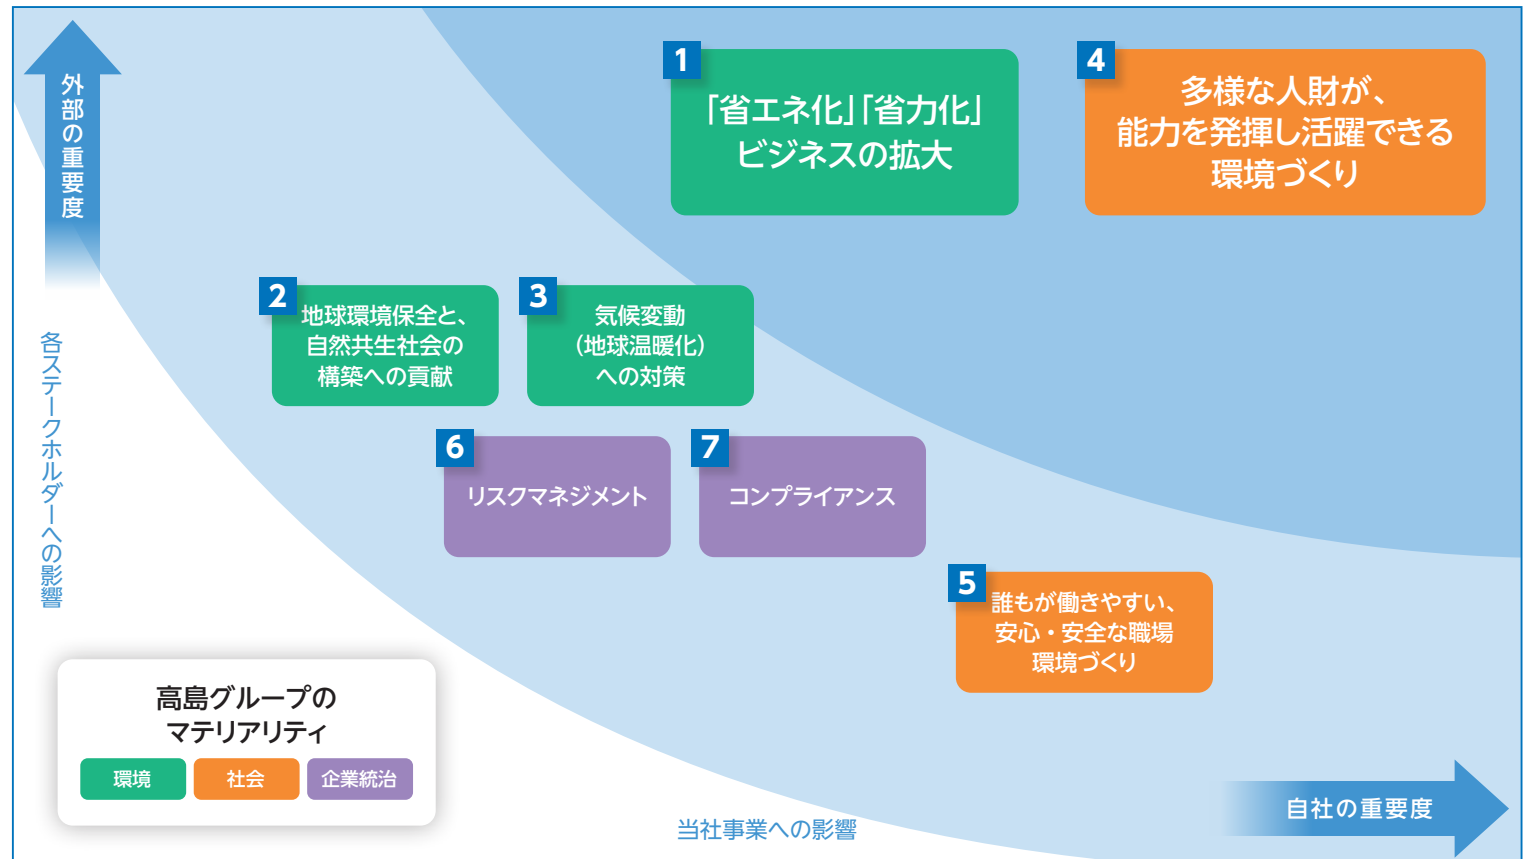 外部の重要度
各ステークホルダーへの影響
1
「省エネ化」「省力化」
ビジネスの拡大
4
多様な人財が、
能力を発揮し活躍できる
環境づくり
2
地球環境保全と、
自然共生社会の
構築への貢献
3
気候変動
（地球温暖化）
への対策
6
リスクマネジメント
7
コンプライアンス
5
誰もが働きやすい、
安心・安全な職場
環境づくり
高島グループの
マテリアリティ
環境
社会
企業統治
当社事業への影響
自社の重要度